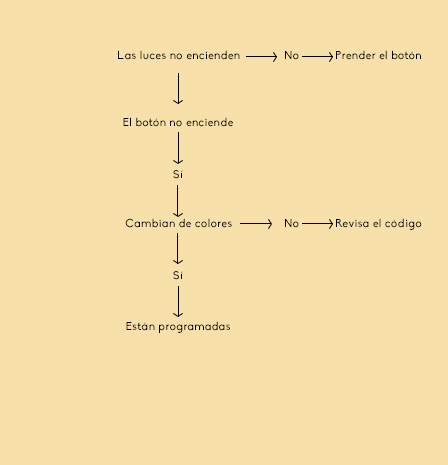 Las luces no encienden No Prender el botón
El botón no enciende
Sí
Cambian de colores No Revisa el código
Sí
Están programadas